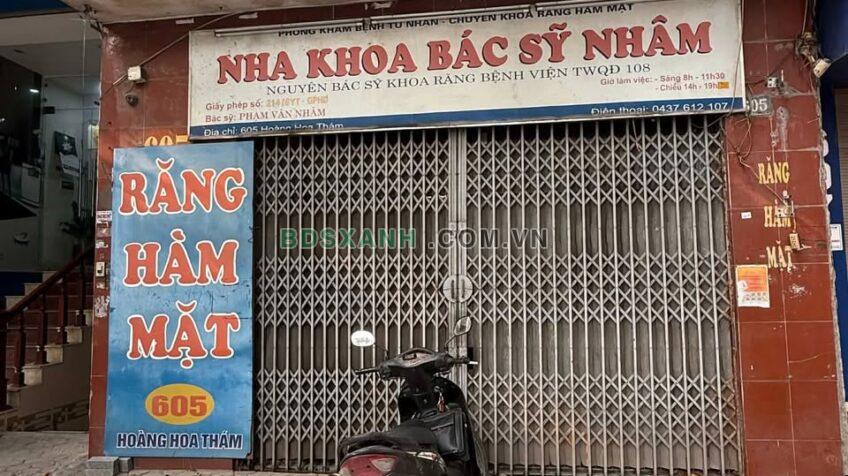 PHÒNG KHÁM BỆNH TƯ NHÂN - CHUYÊN KHOA RĂNG HÀM MẶT
NHA KHOA BÁC SỸ NHÂM
NGUYÊN BÁC SỸ KHOA RĂNG BỆNH VIỆN TWQĐ 108
Giấy phép số: 214/SYT - GPHĐ
Giờ làm việc: - Sáng 8h - 11h30
- Chiều 14h - 19h
Bác sỹ: PHẠM VĂN NHÂM
Điện thoại: 0437 612 107
Địa chỉ: 605 Hoàng Hoa Thám
605
RĂNG
HÀM
MẶT
605
HOÀNG HOA THÁM
RĂNG
HÀM
MẶT
BDSXANH.COM.VN